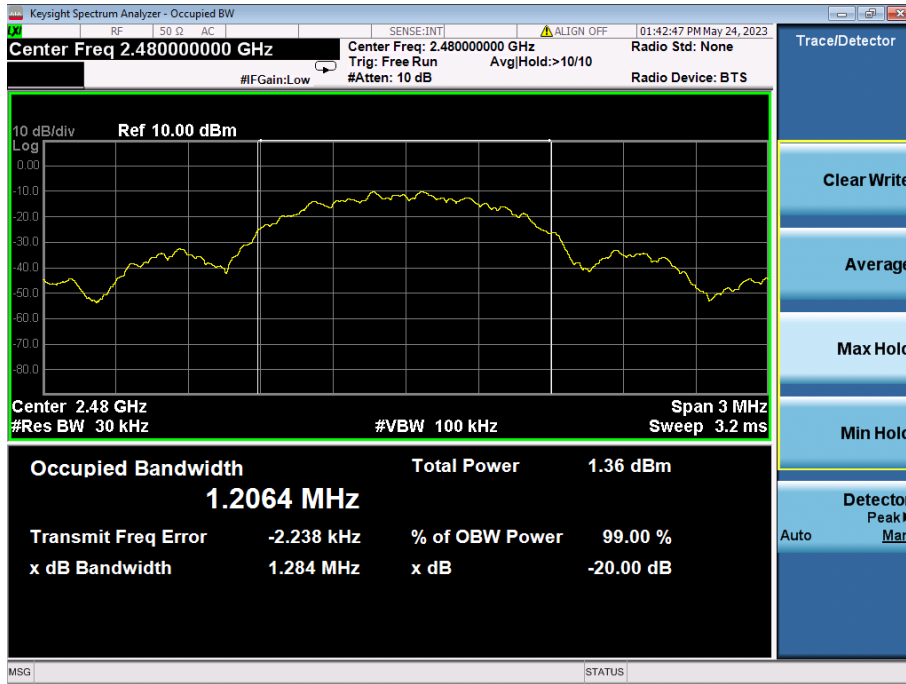 Keysight Spectrum Analyzer - Occupied BW
LXI RF 50 Ω AC SENSE:INT ALIGN OFF 01:42:47 PM May 24, 2023
Center Freq 2.480000000 GHz
Center Freq: 2.480000000 GHz
Radio Std: None
Trig: Free Run Avg|Hold:>10/10
#IFGain:Low #Atten: 10 dB Radio Device: BTS
10 dB/div Ref 10.00 dBm
Log
0.00
-10.0
-20.0
-30.0
-40.0
-50.0
-60.0
-70.0
-80.0
Center 2.48 GHz Span 3 MHz
#Res BW 30 kHz #VBW 100 kHz Sweep 3.2 ms
Occupied Bandwidth Total Power 1.36 dBm
1.2064 MHz
Transmit Freq Error -2.238 kHz % of OBW Power 99.00 %
x dB Bandwidth 1.284 MHz x dB -20.00 dB
MSG STATUS
Trace/Detector
Clear Write
Average
Max Hold
Min Hold
Detector
Peak
Auto Man